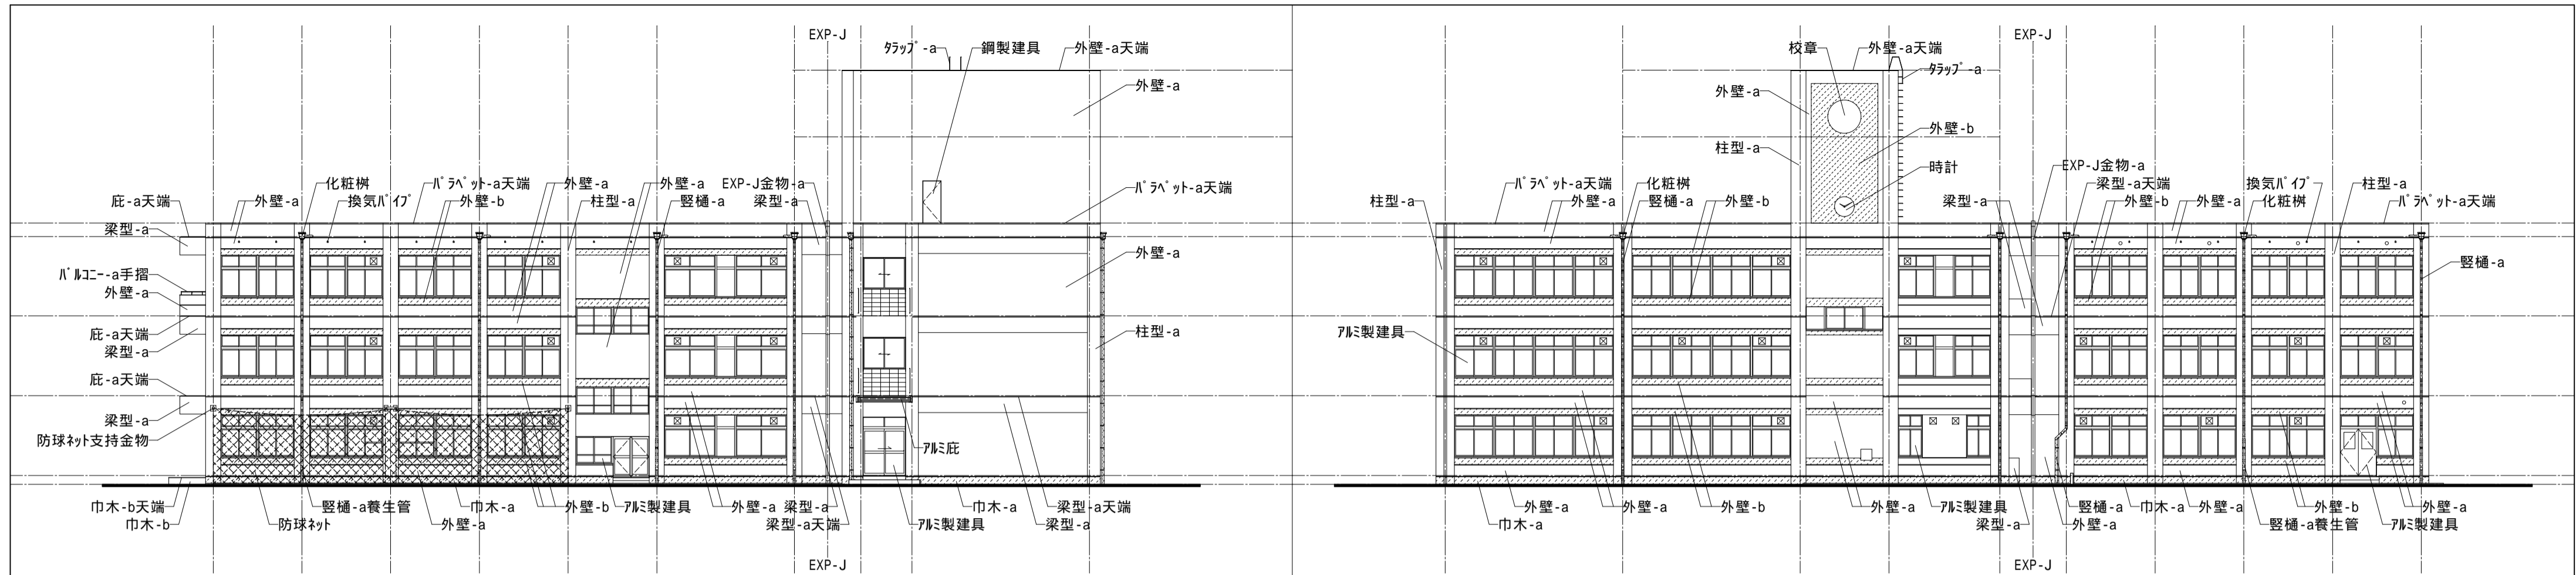 EXP-J
タラップ-a
鋼製建具
外壁-a天端
外壁-a
化粧桝
パラペット-a天端
外壁-a
外壁-a
EXP-J金物-a
パラペット-a天端
庇-a天端
外壁-a
換気パイプ
外壁-b
柱型-a
竪樋-a
梁型-a
梁型-a
外壁-a
バルコニー-a手摺
外壁-a
庇-a天端
梁型-a
柱型-a
庇-a天端
梁型-a
防球ネット支持金物
アルミ庇
巾木-b天端
竪樋-a養生管
巾木-a
外壁-b
アルミ製建具
外壁-a
梁型-a
巾木-a
梁型-a天端
巾木-b
防球ネット
外壁-a
梁型-a天端
アルミ製建具
梁型-a
EXP-J
EXP-J
校章
外壁-a天端
タラップ-a
外壁-a
外壁-b
柱型-a
時計
EXP-J金物-a
パラペット-a天端
化粧桝
梁型-a天端
換気パイプ
柱型-a
柱型-a
外壁-a
竪樋-a
外壁-b
梁型-a
外壁-b
外壁-a
化粧桝
パラペット-a天端
竪樋-a
アルミ製建具
外壁-a
外壁-a
外壁-b
外壁-a
アルミ製建具
竪樋-a
巾木-a
外壁-a
外壁-b
外壁-a
巾木-a
梁型-a
外壁-a
竪樋-a養生管
アルミ製建具
EXP-J